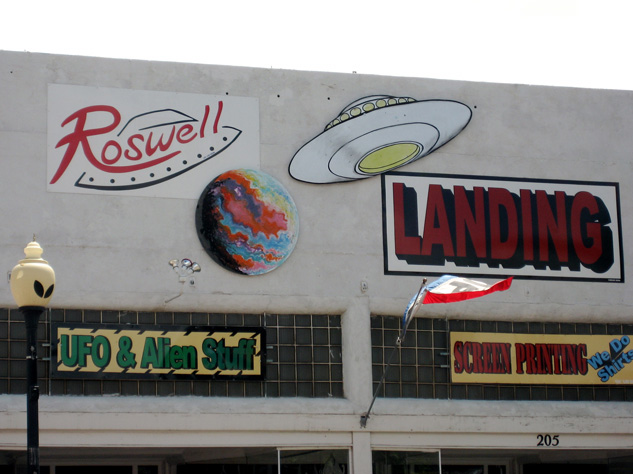 Roswell
LANDING
UFO & Alien Stuff
SCREEN PRINTING
We Do
Shirts
205